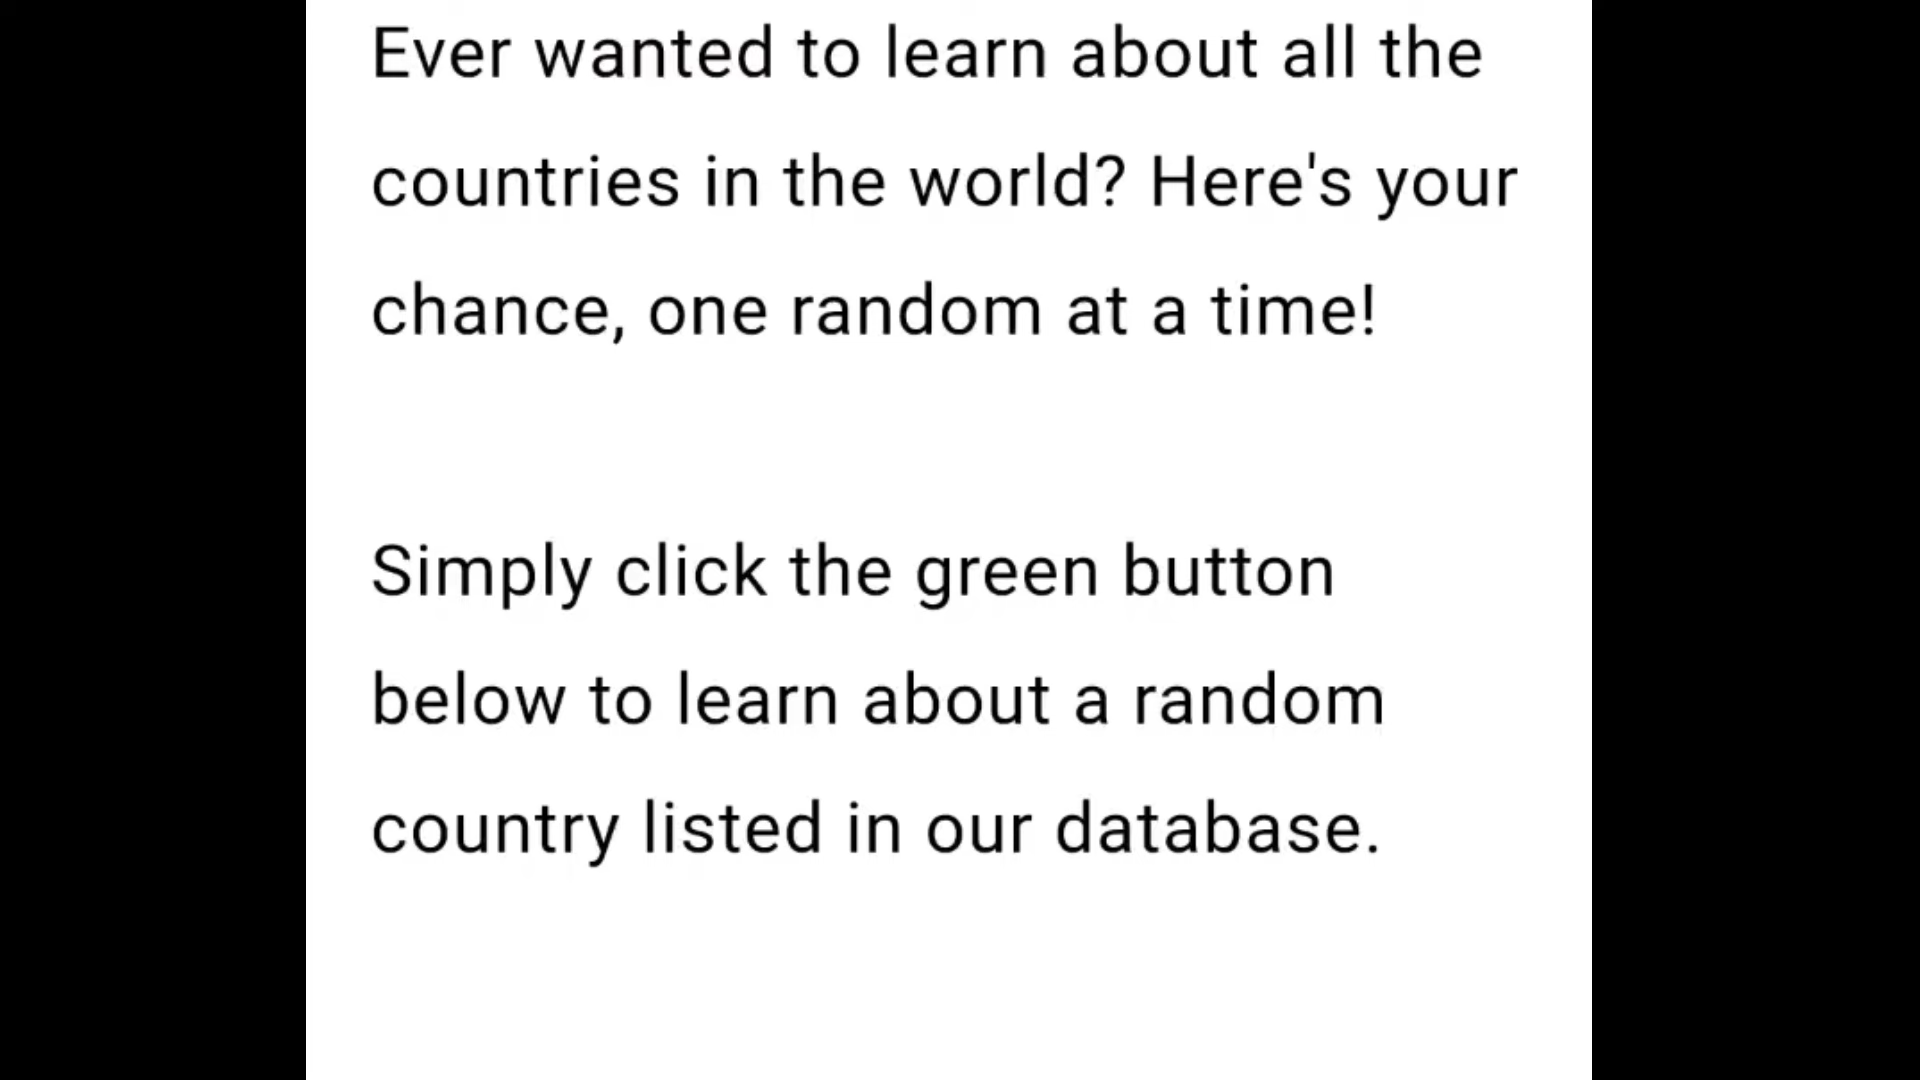 Ever wanted to learn about all the
countries in the world? Here's your
chance, one random at a time!
Simply click the green button
below to learn about a random
country listed in our database.